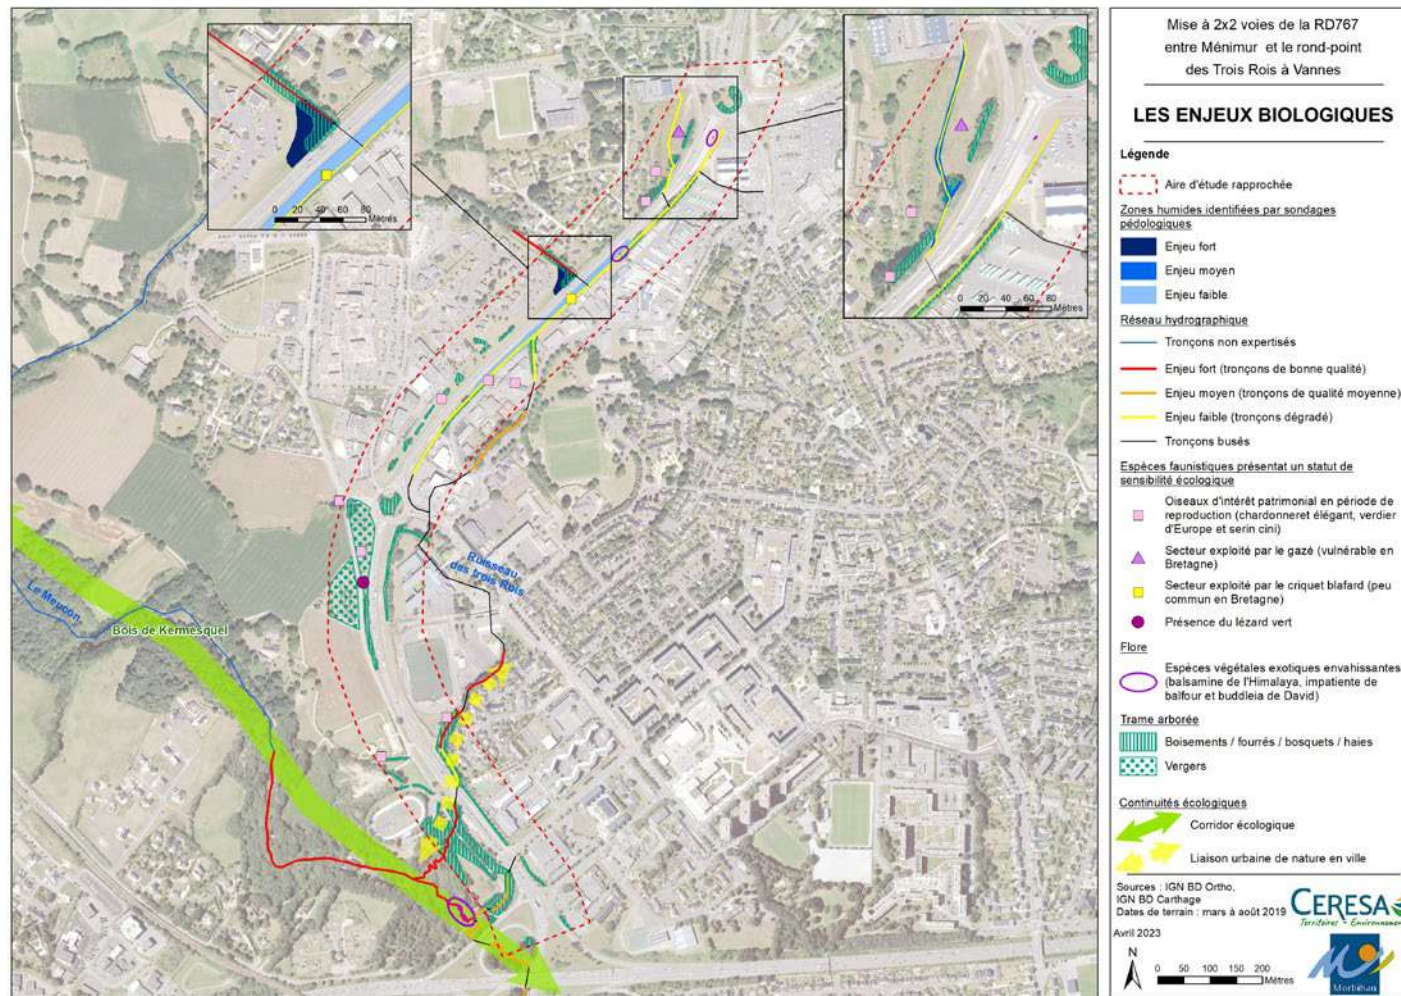 Mise à 2x2 voies de la RD767
entre Ménimur et le rond-point
des Trois Rois à Vannes
LES ENJEUX BIOLOGIQUES
Légende
Aire d'étude rapprochée
Zones humides identifiées par sondages
pédologiques
Enjeu fort
Enjeu moyen
Enjeu faible
Réseau hydrographique
Tronçons non expertisés
Enjeu fort (tronçons de bonne qualité)
Enjeu moyen (tronçons de qualité moyenne)
Enjeu faible (tronçons dégradé)
Tronçons busés
Espèces faunistiques présentat un statut de
sensibilité écologique
Oiseaux d'intérêt patrimonial en période de
reproduction (chardonneret élégant, verdier
d'Europe et serin cini)
Secteur exploité par le gazé (vulnérable en
Bretagne)
Secteur exploité par le criquet blafard (peu
commun en Bretagne)
Présence du lézard vert
Flore
Espèces végétales exotiques envahissantes
(balsamine de l'Himalaya, impatiente de
balfour et buddleia de David)
Trame arborée
Boisements / fourrés / bosquets / haies
Vergers
Continuités écologiques
Corridor écologique
Liaison urbaine de nature en ville
Sources : IGN BD Ortho,
IGN BD Carthage
Dates de terrain : mars à août 2019
Avril 2023
CERESA
Territoires - Environnement
N
0 50 100 150 200
Mètres
Morbihan
0 20 40 60 80
Mètres
0 20 40 60 80
Mètres
Ruisseau
des trois Rois
Le Meucon
Bois de Kermesquel